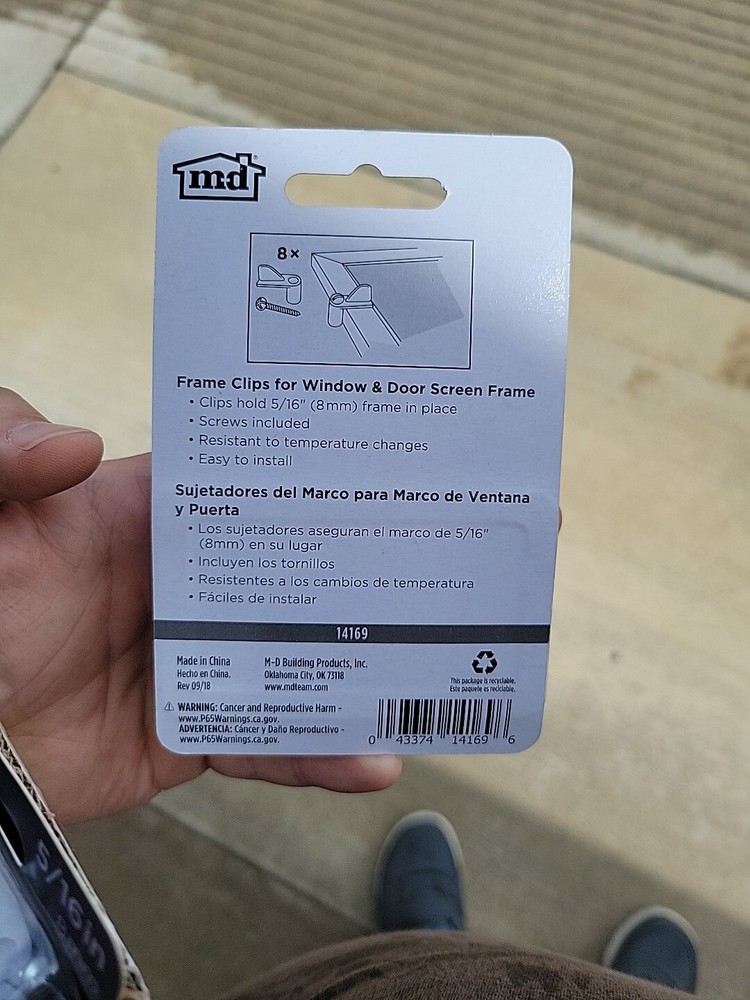 md
8x
Frame Clips for Window & Door Screen Frame
• Clips hold 5/16" (8mm) frame in place
• Screws included
• Resistant to temperature changes
• Easy to install
Sujetadores del Marco para Marco de Ventana
y Puerta
• Los sujetadores aseguran el marco de 5/16"
(8mm) en su lugar
• Incluyen los tornillos
• Resistentes a los cambios de temperatura
• Fáciles de instalar
14169
Made in China
Hecho en China.
Rev 09/18
M-D Building Products, Inc.
Oklahoma City, OK 73118
www.mdteam.com
This package is recyclable.
Este paquete es reciclable.
⚠ WARNING: Cancer and Reproductive Harm -
www.P65Warnings.ca.gov.
ADVERTENCIA: Cáncer y Daño Reproductivo -
www.P65Warnings.ca.gov.
0 43374 14169 6
5/16 in